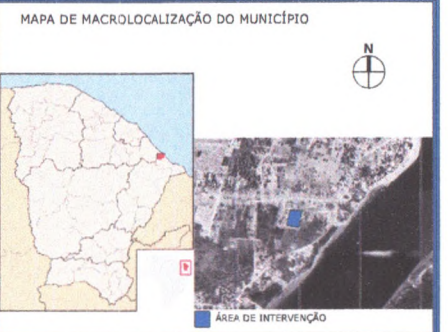 MAPA DE MACROLOCALIZAÇÃO DO MUNICÍPIO
N
ÁREA DE INTERVENÇÃO